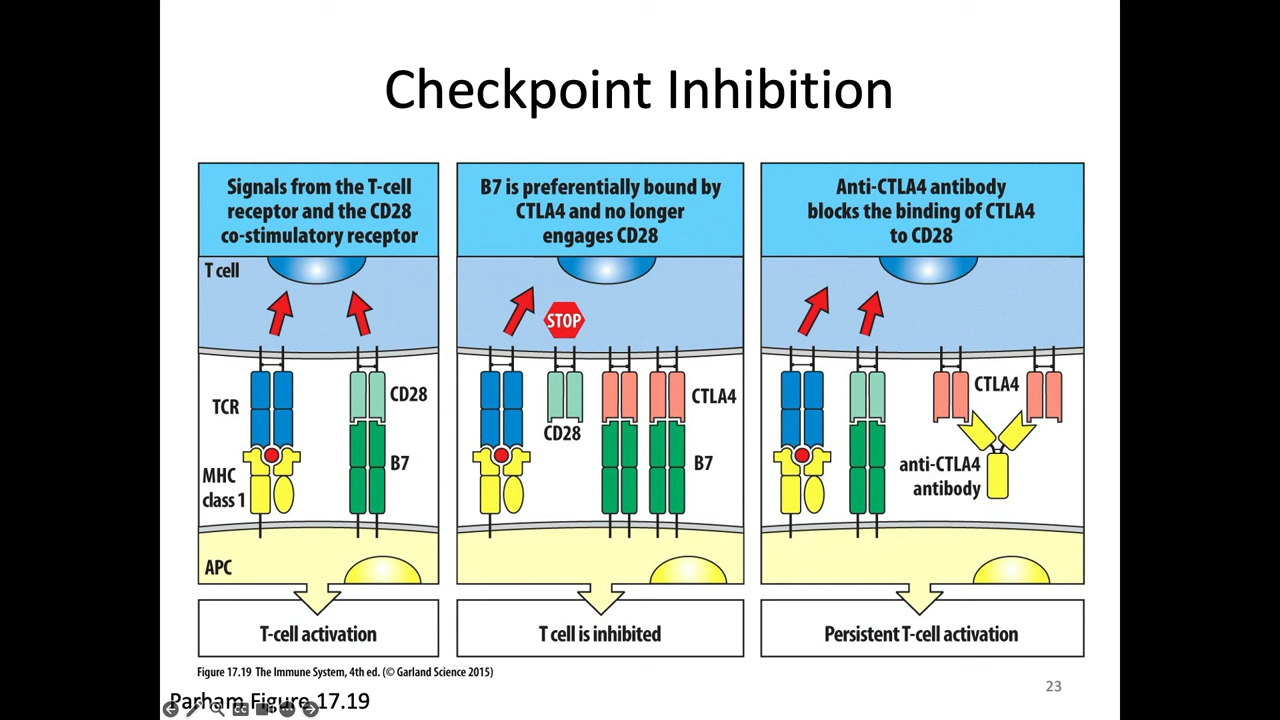 Checkpoint Inhibition
Signals from the T-cell
receptor and the CD28
co-stimulatory receptor
T cell
TCR
CD28
MHC
class 1
B7
APC
T-cell activation
B7 is preferentially bound by
CTLA4 and no longer
engages CD28
STOP
CTLA4
CD28
B7
T cell is inhibited
Anti-CTLA4 antibody
blocks the binding of CTLA4
to CD28
CTLA4
anti-CTLA4
antibody
Persistent T-cell activation
Figure 17.19 The Immune System, 4th ed. (© Garland Science 2015)
23
Parham Figure 17.19
CC